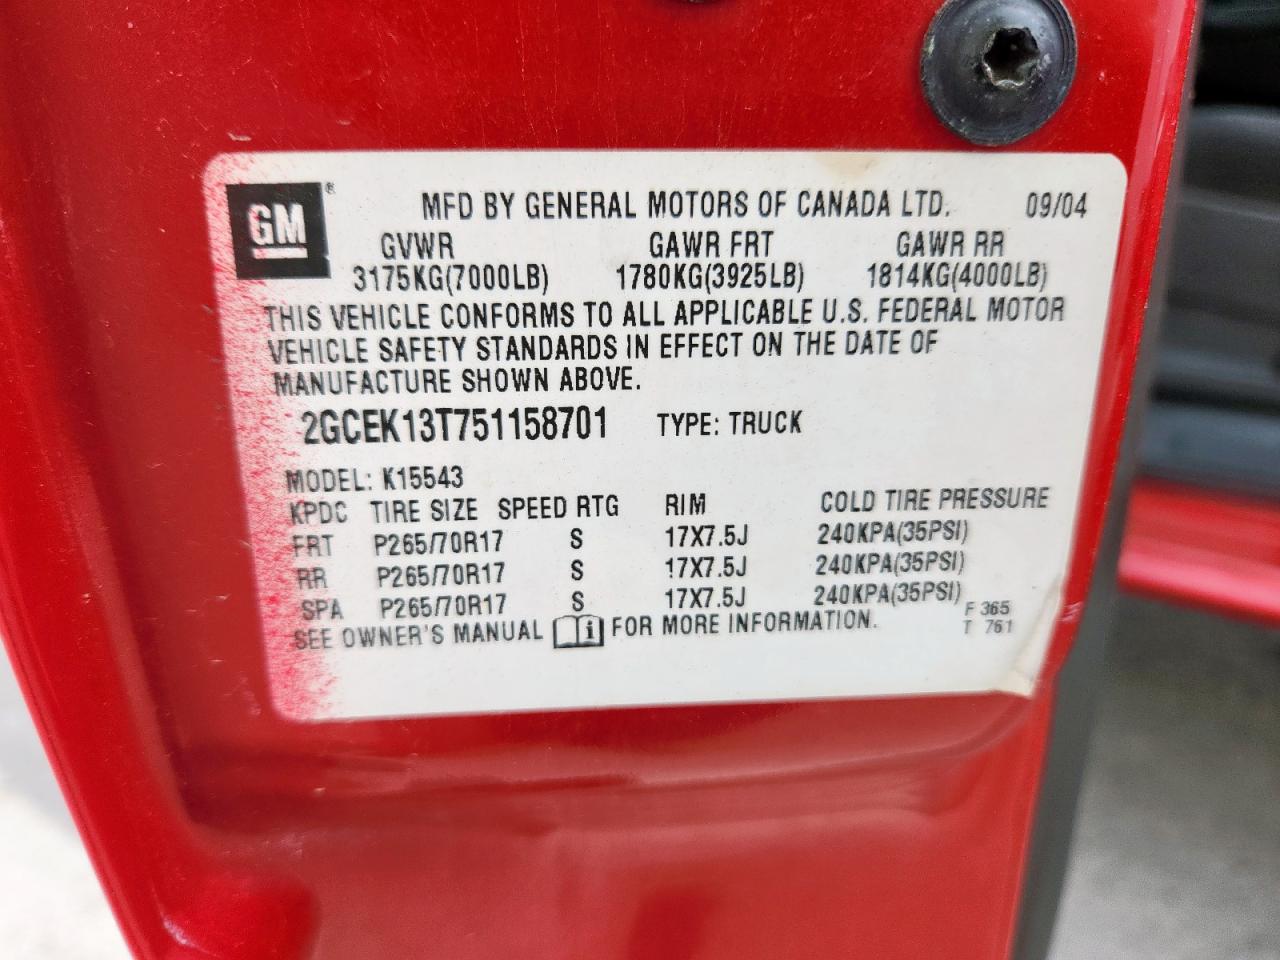 GM®
MFD BY GENERAL MOTORS OF CANADA LTD. 09/04
GVWR GAWR FRT GAWR RR
3175KG(7000LB) 1780KG(3925LB) 1814KG(4000LB)
THIS VEHICLE CONFORMS TO ALL APPLICABLE U.S. FEDERAL MOTOR
VEHICLE SAFETY STANDARDS IN EFFECT ON THE DATE OF
MANUFACTURE SHOWN ABOVE.
2GCEK13T751158701 TYPE: TRUCK
MODEL: K15543
KPDC TIRE SIZE SPEED RTG RIM COLD TIRE PRESSURE
FRT P265/70R17 S 17X7.5J 240KPA(35PSI)
RR P265/70R17 S 17X7.5J 240KPA(35PSI)
SPA P265/70R17 S 17X7.5J 240KPA(35PSI)
SEE OWNER'S MANUAL i FOR MORE INFORMATION.
F 365
T 761